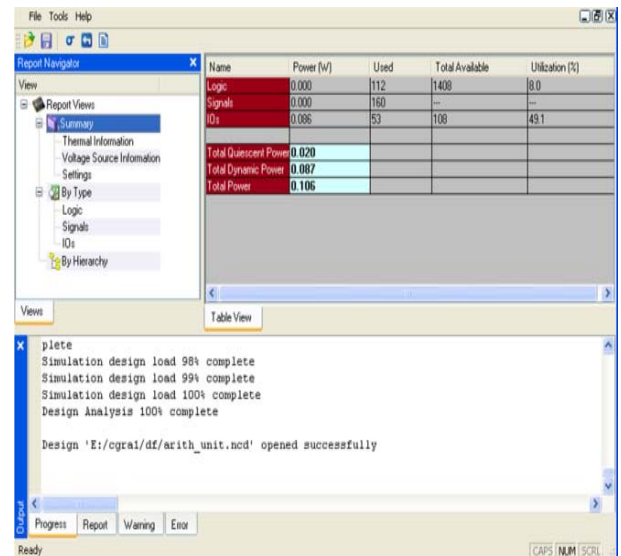 File Tools Help
Report Navigator
View
Report Views
Summary
Thermal Information
Voltage Source Information
Settings
By Type
Logic
Signals
IOs
By Hierarchy
Views
Name Power (W) Used Total Available Utilization (%)
Logic 0.000 112 1408 8.0
Signals 0.000 160 --- ---
IOs 0.086 53 108 49.1
Total Quiescent Power 0.020
Total Dynamic Power 0.087
Total Power 0.106
Table View
plete
Simulation design load 98% complete
Simulation design load 99% complete
Simulation design load 100% complete
Design Analysis 100% complete
Design 'E:/cgra1/df/arith_unit.ncd' opened successfully
Output
Progress Report Warning Error
Ready CAPS NUM SCRL